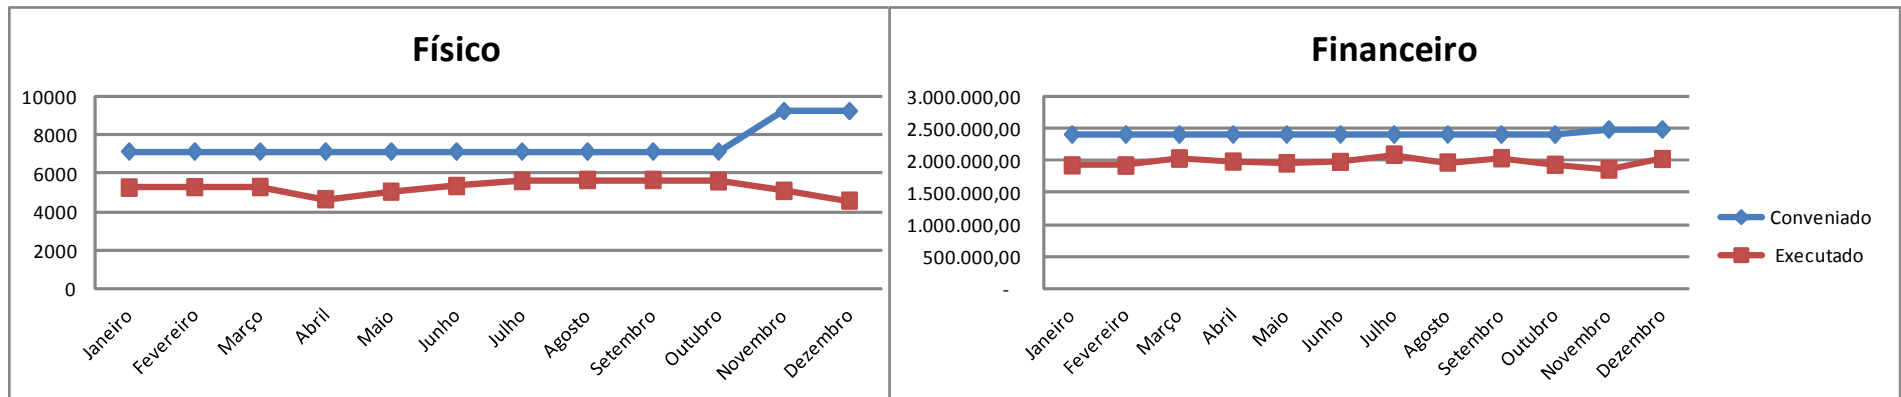 Físico
10000
8000
6000
4000
2000
0
Janeiro
Fevereiro
Março
Abril
Maio
Junho
Julho
Agosto
Setembro
Outubro
Novembro
Dezembro
Financeiro
3.000.000,00
2.500.000,00
2.000.000,00
1.500.000,00
1.000.000,00
500.000,00
-
Janeiro
Fevereiro
Março
Abril
Maio
Junho
Julho
Agosto
Setembro
Outubro
Novembro
Dezembro
Conveniado
Executado